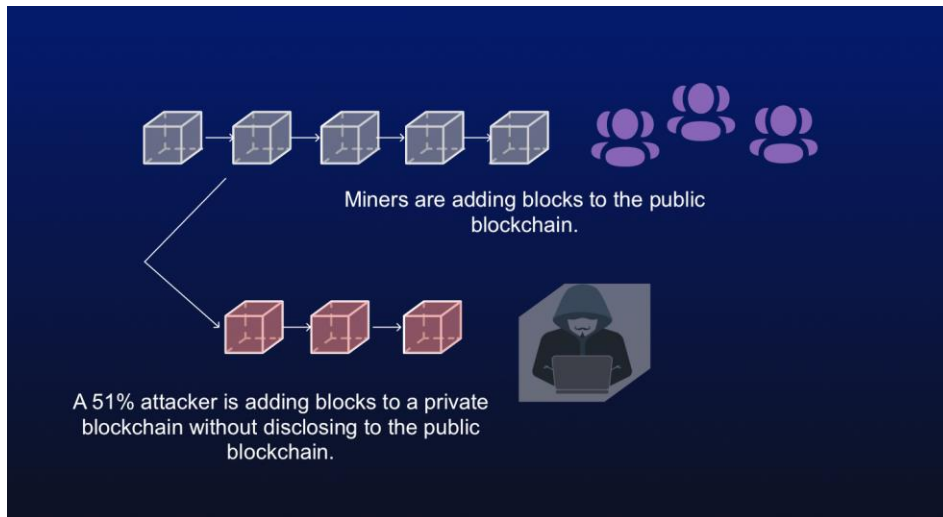 Miners are adding blocks to the public
blockchain.
A 51% attacker is adding blocks to a private
blockchain without disclosing to the public
blockchain.